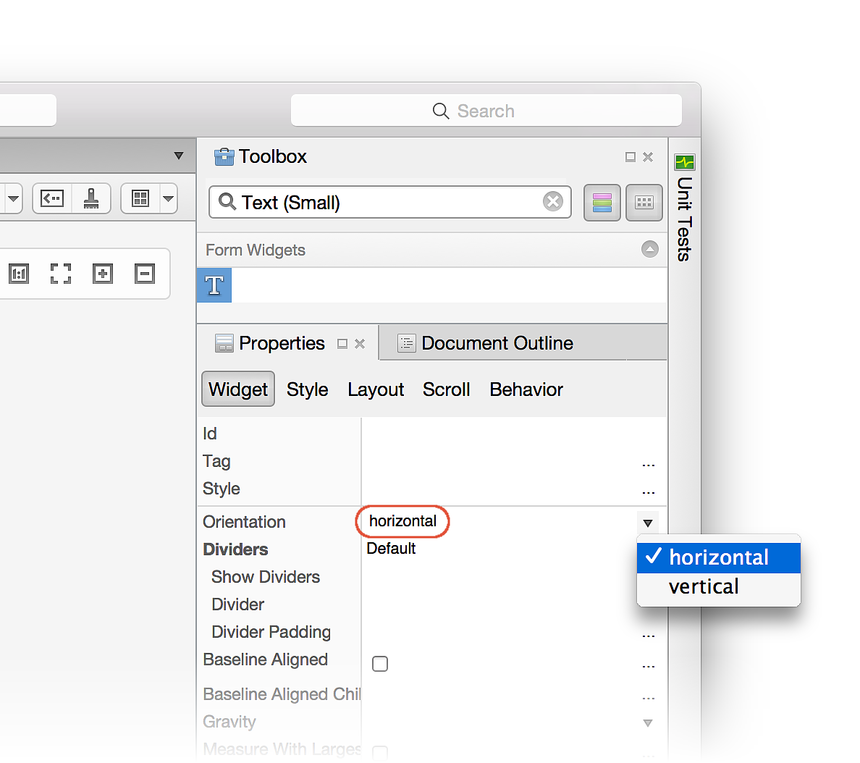 Search
Toolbox
Text (Small)
Form Widgets
T
Properties
Document Outline
Widget Style Layout Scroll Behavior
Id
Tag ...
Style ...
Orientation horizontal
Dividers Default
Show Dividers
Divider
Divider Padding ...
Baseline Aligned ...
Baseline Aligned Chil ...
Gravity
Measure With Larges ...
horizontal
vertical
Unit Tests
1:1